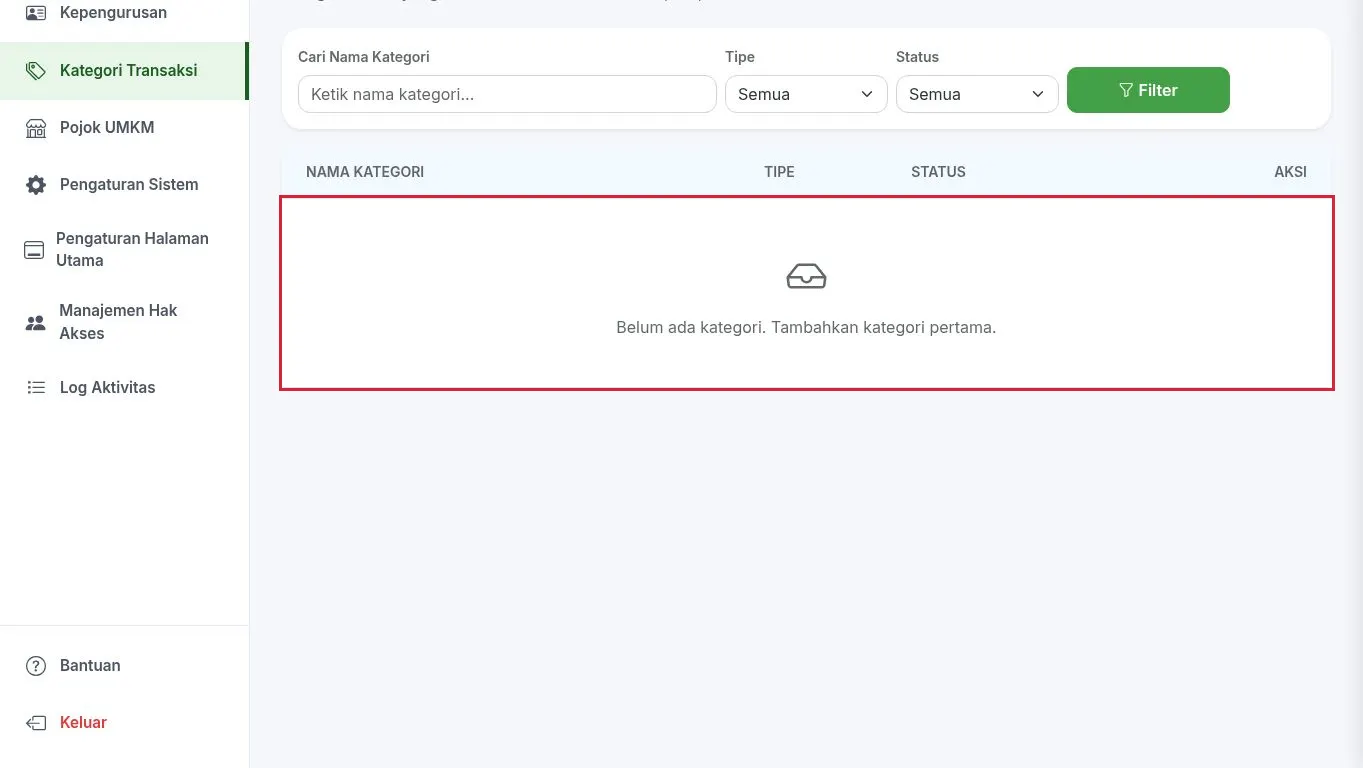 Kepengurusan
Kategori Transaksi
Pojok UMKM
Pengaturan Sistem
Pengaturan Halaman
Utama
Manajemen Hak
Akses
Log Aktivitas
Bantuan
Keluar
Cari Nama Kategori
Ketik nama kategori...
Tipe
Semua
Status
Semua
Filter
NAMA KATEGORI TIPE STATUS AKSI
Belum ada kategori. Tambahkan kategori pertama.